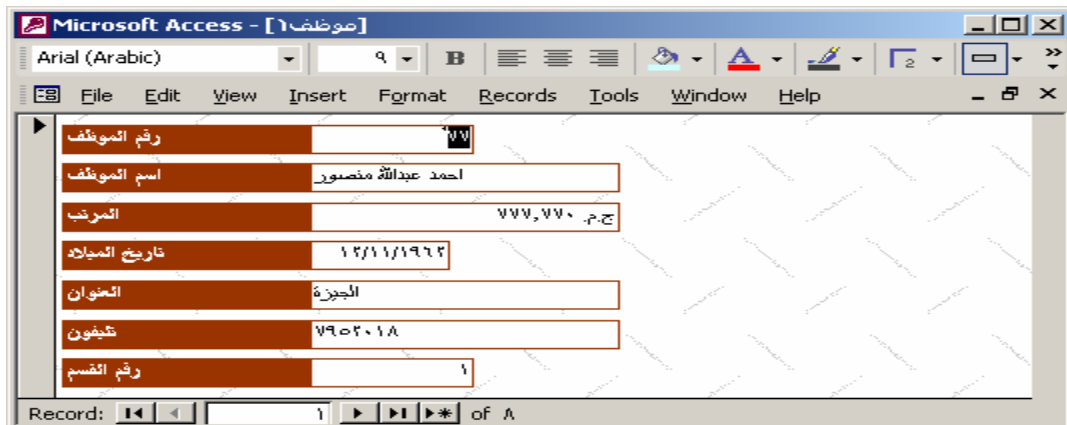 Microsoft Access - [موظف١]
Arial (Arabic) ٩ B
File Edit View Insert Format Records Tools Window Help
رقم الموظف ٧٧
اسم الموظف احمد عبدالله منصور
المرتب ج.م. ٧٧٧,٧٧٠
تاريخ الميلاد ١٢/١١/١٩٦٢
العنوان الجيزة
تليفون ٧٩٥٢٠١٨
رقم القسم ١
Record: ١ of ٨